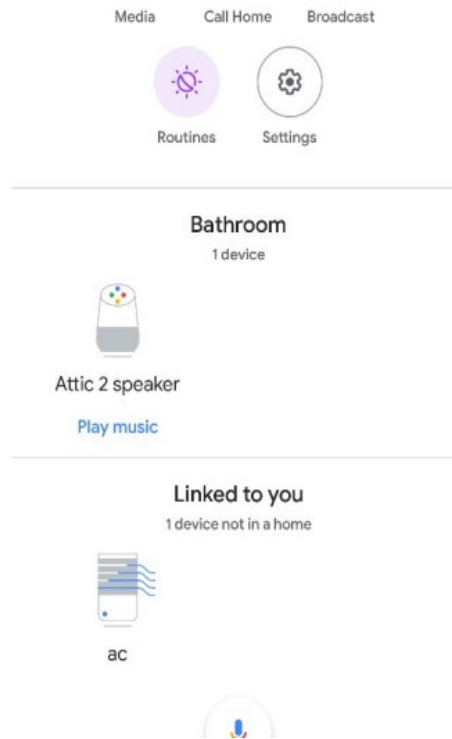 Media Call Home Broadcast
Routines Settings
Bathroom
1 device
Attic 2 speaker
Play music
Linked to you
1 device not in a home
ac